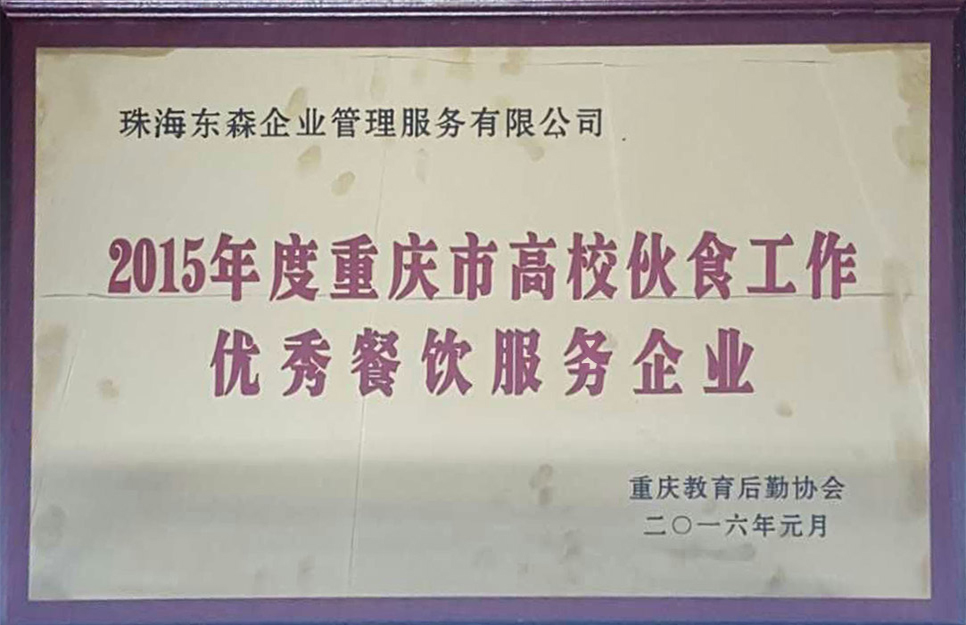 珠海东森企业管理服务有限公司
2015年度重庆市高校伙食工作
优秀餐饮服务企业
重庆教育后勤协会
二〇一六年元月